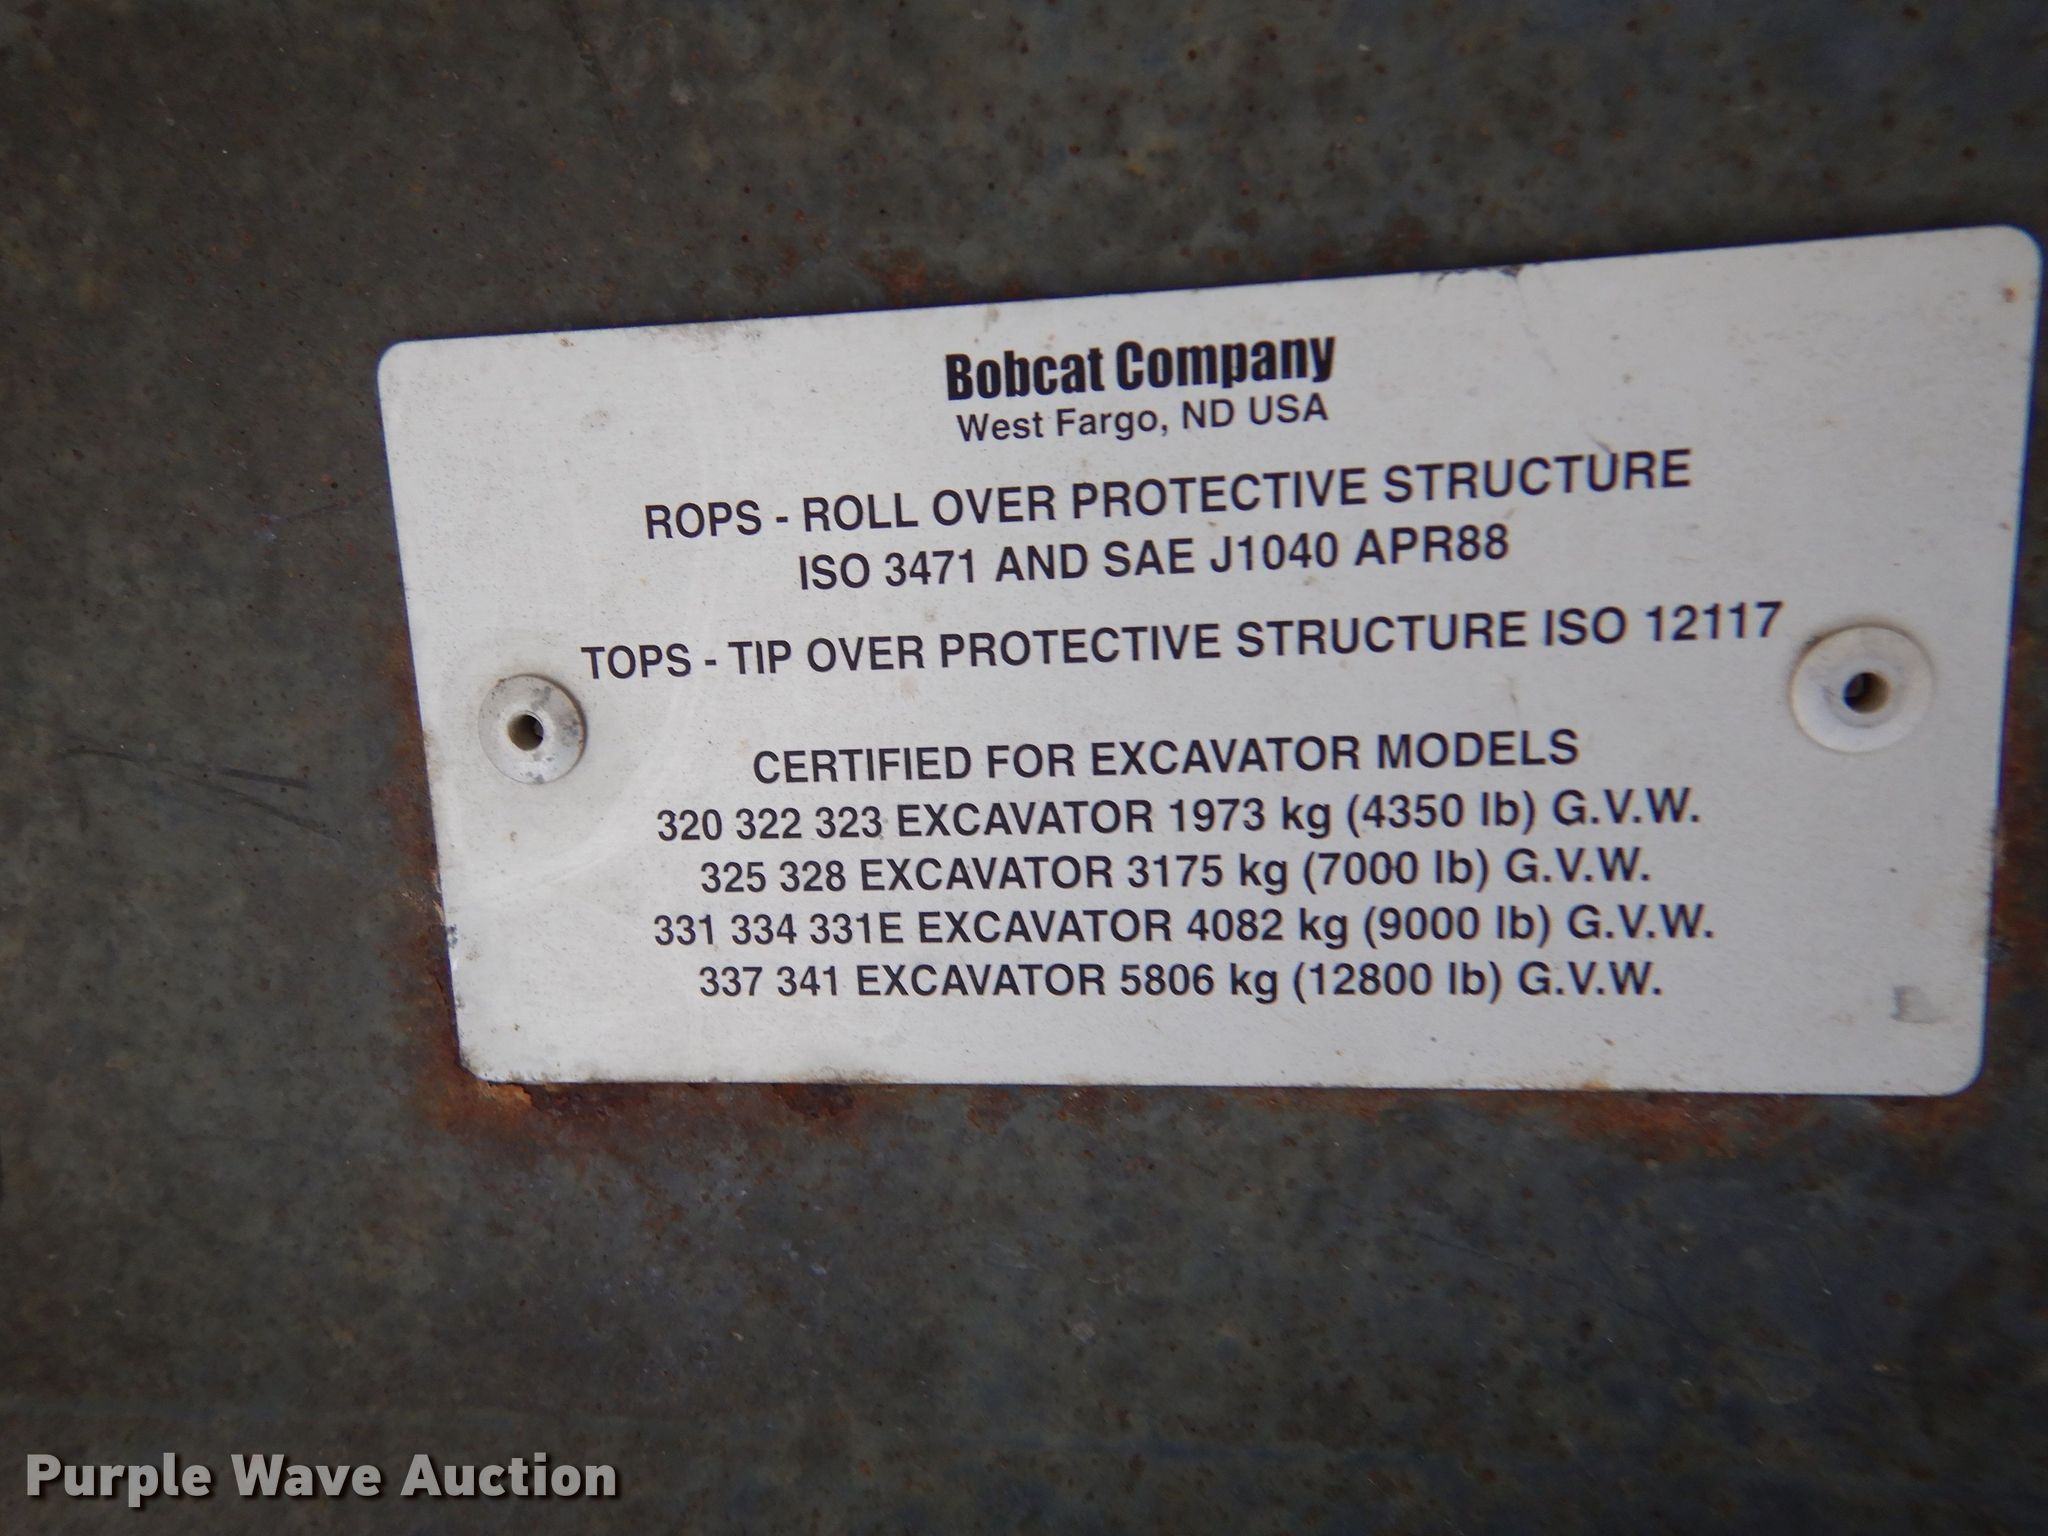 Bobcat Company
West Fargo, ND USA
ROPS - ROLL OVER PROTECTIVE STRUCTURE
ISO 3471 AND SAE J1040 APR88
TOPS - TIP OVER PROTECTIVE STRUCTURE ISO 12117
CERTIFIED FOR EXCAVATOR MODELS
320 322 323 EXCAVATOR 1973 kg (4350 lb) G.V.W.
325 328 EXCAVATOR 3175 kg (7000 lb) G.V.W.
331 334 331E EXCAVATOR 4082 kg (9000 lb) G.V.W.
337 341 EXCAVATOR 5806 kg (12800 lb) G.V.W.
Purple Wave Auction